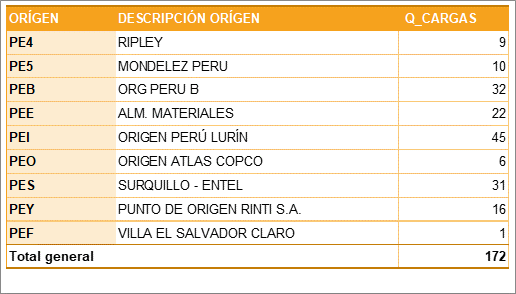 ORÍGEN DESCRIPCIÓN ORÍGEN Q_CARGAS
PE4 RIPLEY 9
PE5 MONDELEZ PERU 10
PEB ORG PERU B 32
PEE ALM. MATERIALES 22
PEI ORIGEN PERÚ LURÍN 45
PEO ORIGEN ATLAS COPCO 6
PES SURQUILLO - ENTEL 31
PEY PUNTO DE ORIGEN RINTI S.A. 16
PEF VILLA EL SALVADOR CLARO 1
Total general 172